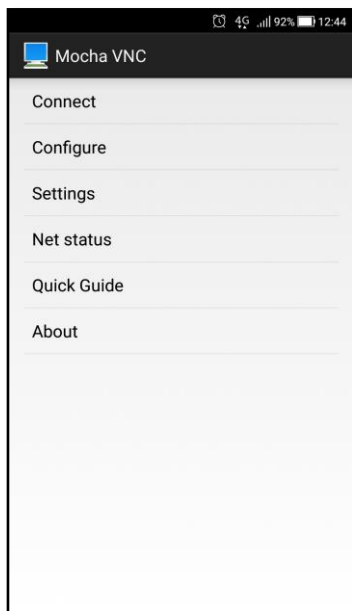 4G 92% 12:44
Mocha VNC
Connect
Configure
Settings
Net status
Quick Guide
About